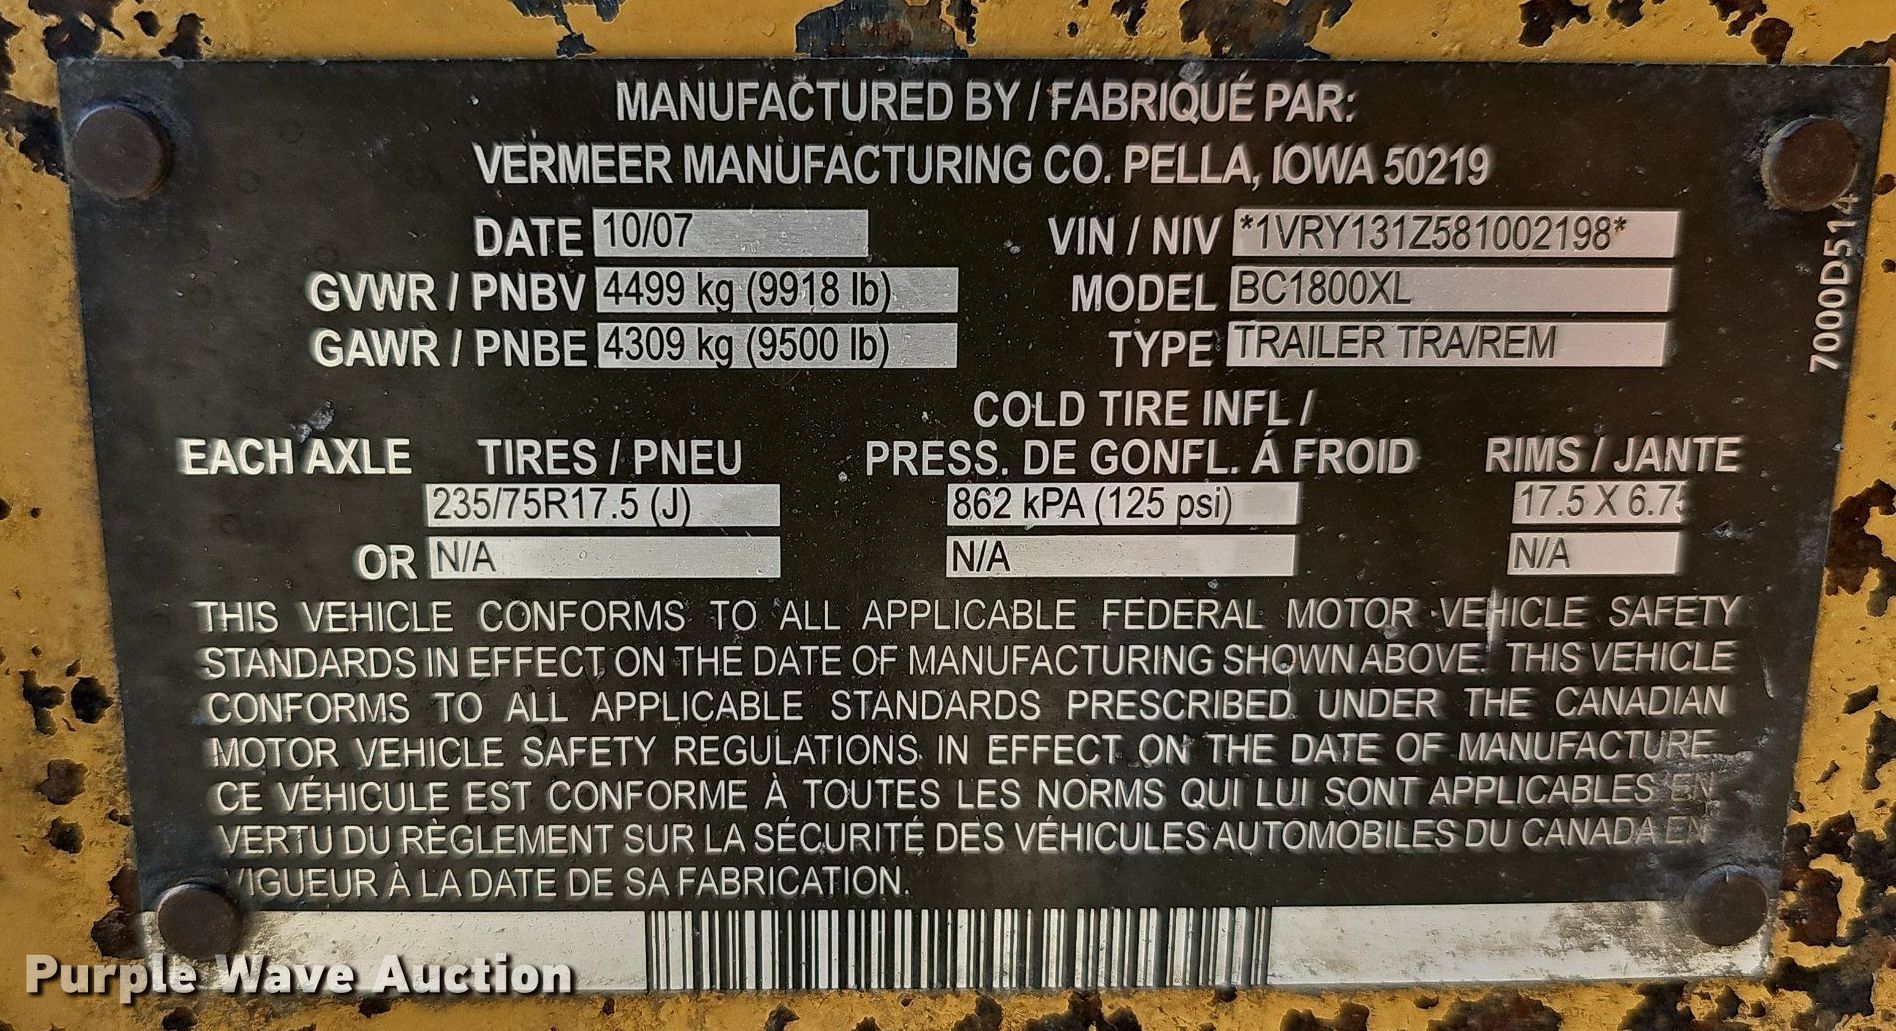 MANUFACTURED BY / FABRIQUÉ PAR:
VERMEER MANUFACTURING CO. PELLA, IOWA 50219
DATE 10/07 VIN / NIV *1VRY131Z581002198*
GVWR / PNBV 4499 kg (9918 lb) MODEL BC1800XL
GAWR / PNBE 4309 kg (9500 lb) TYPE TRAILER TRA/REM
7000D514
COLD TIRE INFL /
EACH AXLE TIRES / PNEU PRESS. DE GONFL. Á FROID RIMS / JANTE
235/75R17.5 (J) 862 kPA (125 psi) 17.5 X 6.75
OR N/A N/A N/A
THIS VEHICLE CONFORMS TO ALL APPLICABLE FEDERAL MOTOR VEHICLE SAFETY
STANDARDS IN EFFECT ON THE DATE OF MANUFACTURING SHOWN ABOVE. THIS VEHICLE
CONFORMS TO ALL APPLICABLE STANDARDS PRESCRIBED UNDER THE CANADIAN
MOTOR VEHICLE SAFETY REGULATIONS IN EFFECT ON THE DATE OF MANUFACTURE.
CE VÉHICULE EST CONFORME À TOUTES LES NORMS QUI LUI SONT APPLICABLES EN
VERTU DU RÈGLEMENT SUR LA SÉCURITÉ DES VÉHICULES AUTOMOBILES DU CANADA EN
VIGUEUR À LA DATE DE SA FABRICATION.
Purple Wave Auction